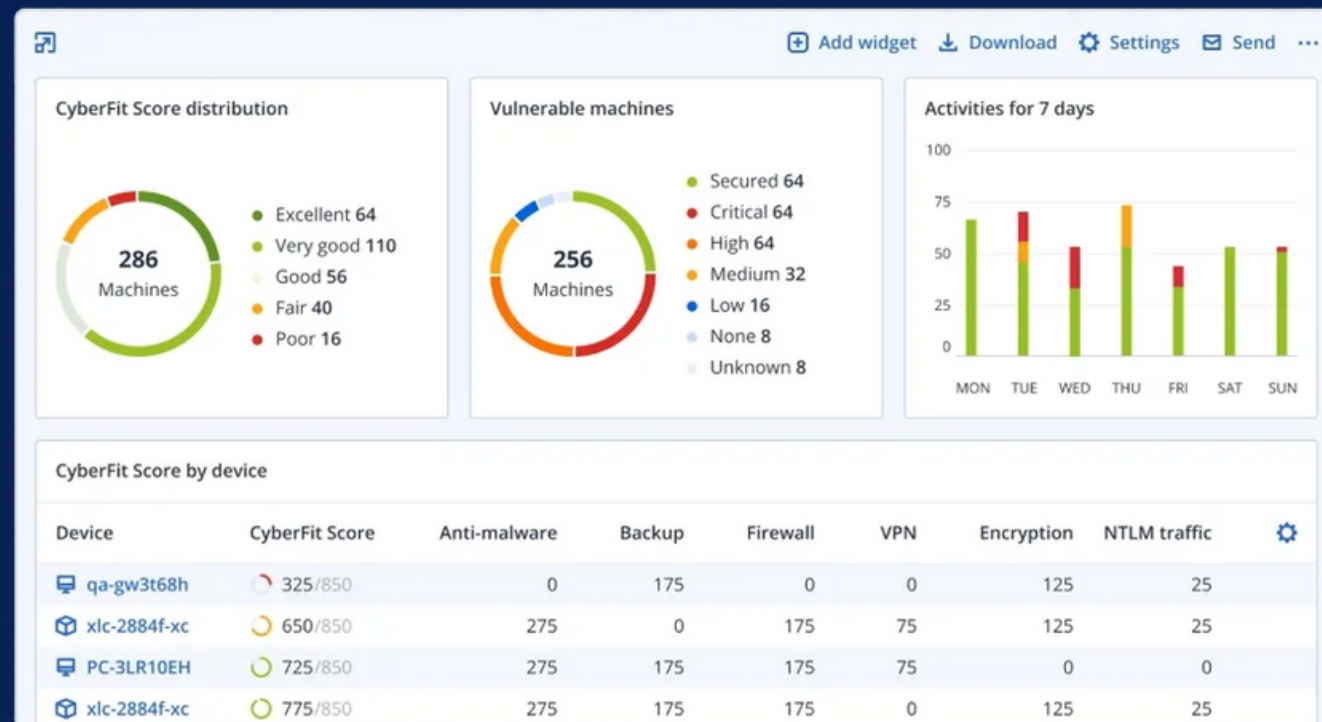 Add widget Download Settings Send ...
CyberFit Score distribution
286
Machines
Excellent 64
Very good 110
Good 56
Fair 40
Poor 16
Vulnerable machines
256
Machines
Secured 64
Critical 64
High 64
Medium 32
Low 16
None 8
Unknown 8
Activities for 7 days
100
75
50
25
0
MON TUE WED THU FRI SAT SUN
CyberFit Score by device
Device CyberFit Score Anti-malware Backup Firewall VPN Encryption NTLM traffic
qa-gw3t68h 325/850 0 175 0 0 125 25
xlc-2884f-xc 650/850 275 0 175 75 125 25
PC-3LR10EH 725/850 275 175 175 75 0 0
xlc-2884f-xc 775/850 275 175 175 0 125 25